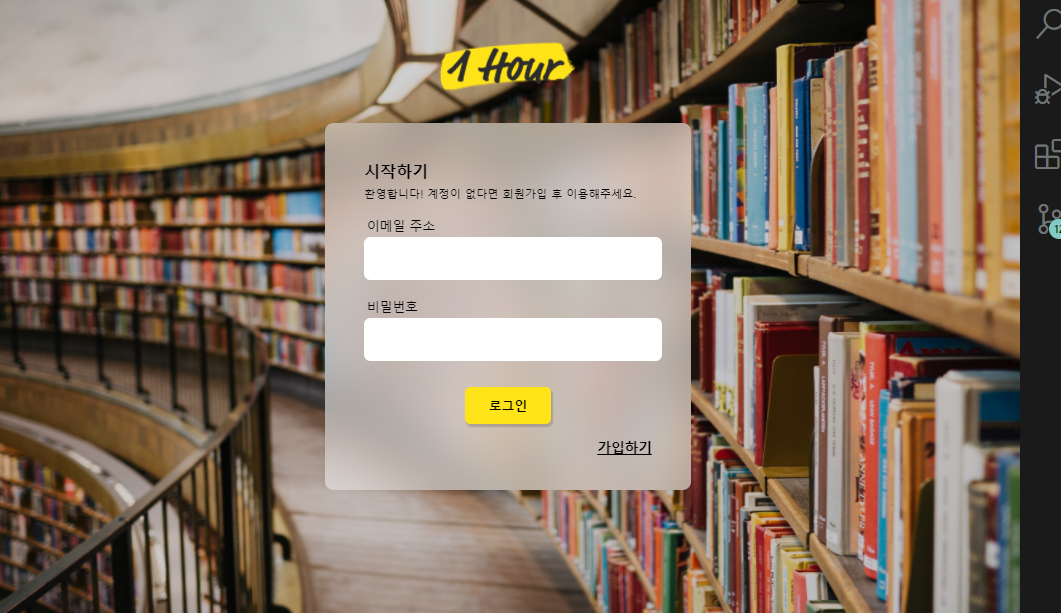 1 Hour
시작하기
환영합니다! 계정이 없다면 회원가입 후 이용해주세요.
이메일 주소
비밀번호
로그인
가입하기